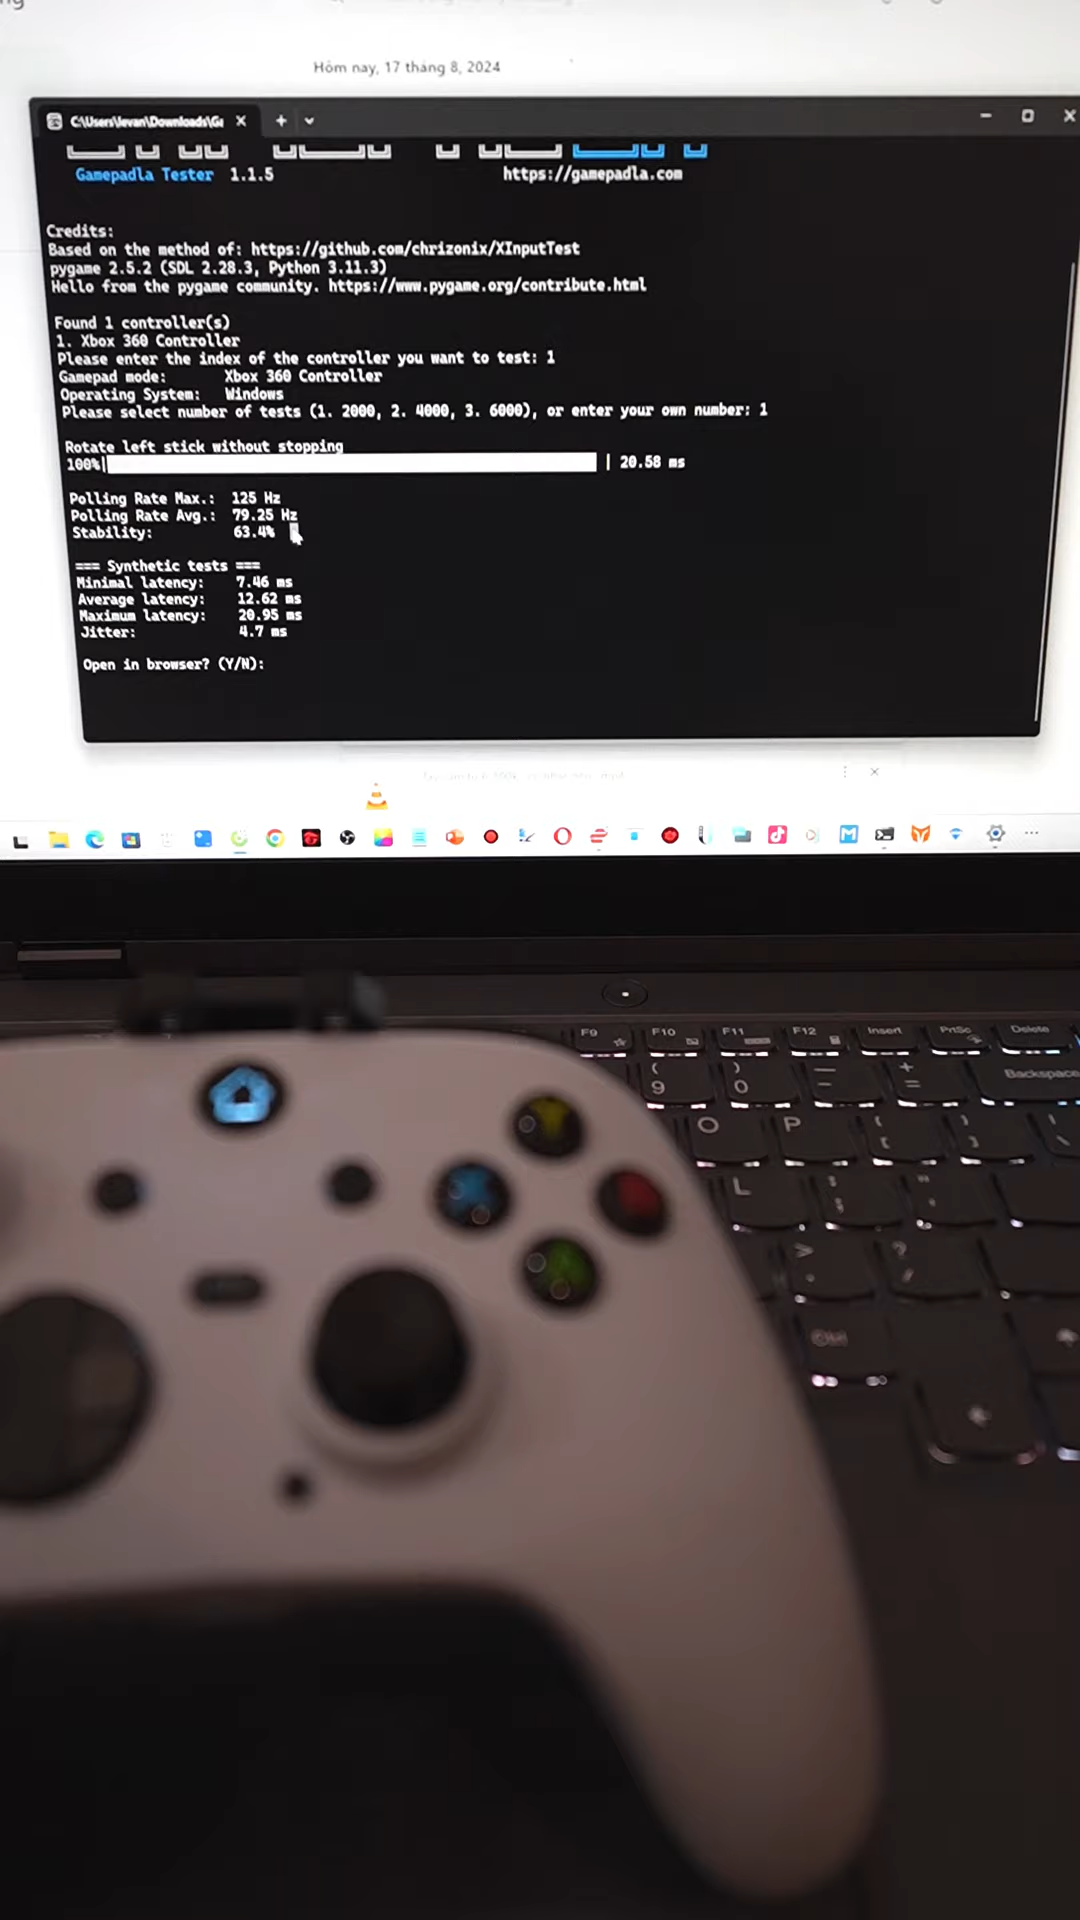 Hôm nay, 17 tháng 8, 2024
C:\Users\levan\Downloads\Ga
Gamepadla Tester 1.1.5 https://gamepadla.com
Credits:
Based on the method of: https://github.com/chrizonix/XInputTest
pygame 2.5.2 (SDL 2.28.3, Python 3.11.3)
Hello from the pygame community. https://www.pygame.org/contribute.html
Found 1 controller(s)
1. Xbox 360 Controller
Please enter the index of the controller you want to test: 1
Gamepad mode: Xbox 360 Controller
Operating System: Windows
Please select number of tests (1. 2000, 2. 4000, 3. 6000), or enter your own number: 1
Rotate left stick without stopping
100%| | 20.58 ms
Polling Rate Max.: 125 Hz
Polling Rate Avg.: 79.25 Hz
Stability: 63.4%
=== Synthetic tests ===
Minimal latency: 7.46 ms
Average latency: 12.62 ms
Maximum latency: 20.95 ms
Jitter: 4.7 ms
Open in browser? (Y/N):
F9 F10 F11 F12 Insert PrtSc Delete
( 9 ) 0 — - + = Backspace
O P { [ } ] | \
L : ; " '
> . ? /
Ctrl
Y
X B
A